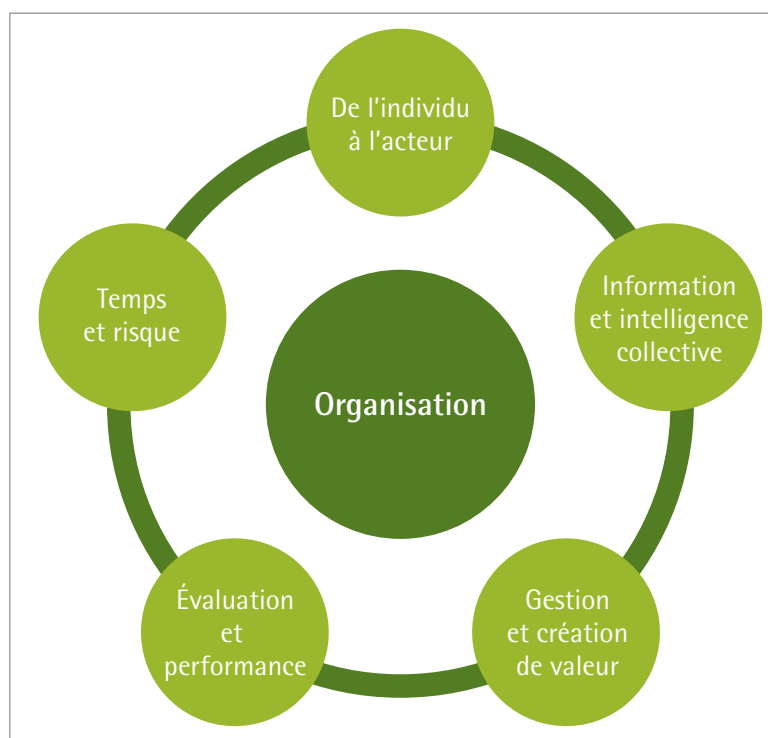 De l'individu
à l'acteur
Information
et intelligence
collective
Temps
et risque
Organisation
Gestion
et création
de valeur
Évaluation
et
performance